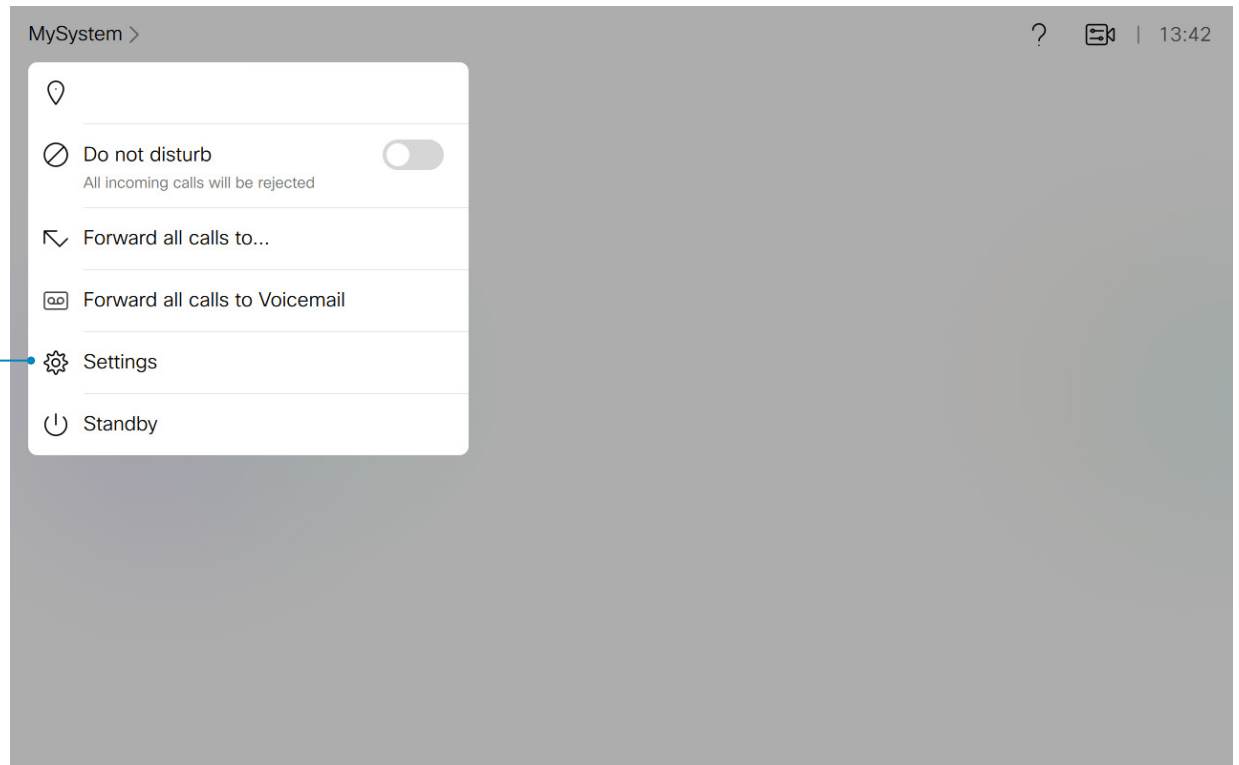 MySystem
13:42
Do not disturb
All incoming calls will be rejected
Forward all calls to...
Forward all calls to Voicemail
Settings
Standby